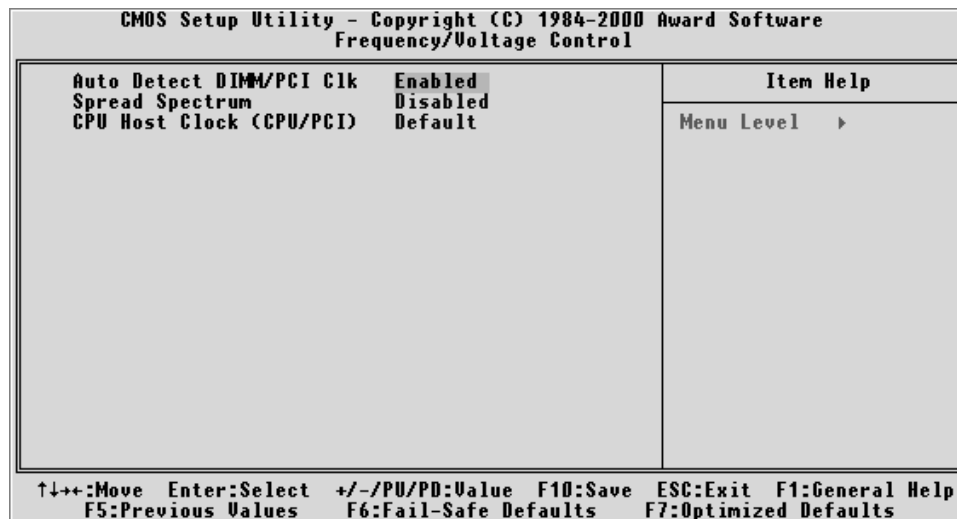 CMOS Setup Utility - Copyright (C) 1984-2000 Award Software
Frequency/Voltage Control
Auto Detect DIMM/PCI Clk Enabled
Spread Spectrum Disabled
CPU Host Clock (CPU/PCI) Default
Item Help
Menu Level ▸
↑↓→←:Move Enter:Select +/-/PU/PD:Value F10:Save ESC:Exit F1:General Help
F5:Previous Values F6:Fail-Safe Defaults F7:Optimized Defaults